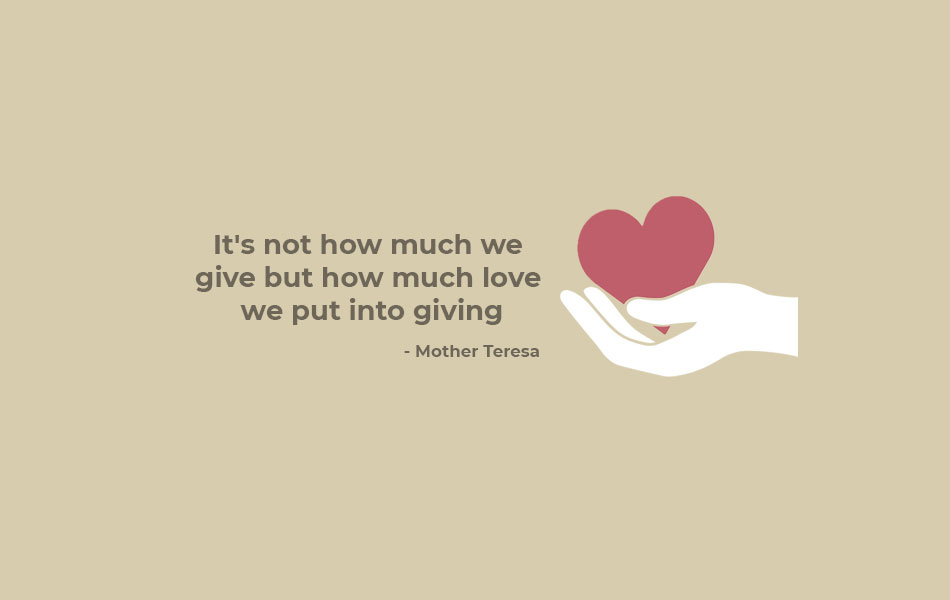 It's not how much we
give but how much love
we put into giving
- Mother Teresa